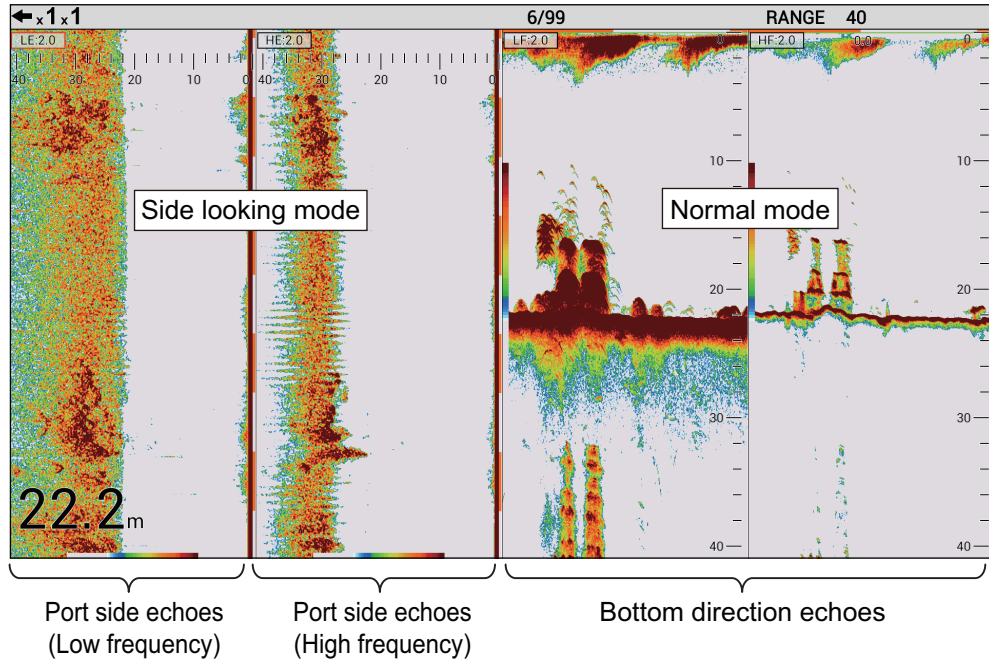 ←x1x1 6/99 RANGE 40
LE:2.0 HE:2.0 LF:2.0 HF:2.0
0.0
40 30 20 10 0
40 30 20 10 0
0 10 20 30 40
0 10 20 30 40
Side looking mode
Normal mode
22.2m
Port side echoes
(Low frequency)
Port side echoes
(High frequency)
Bottom direction echoes